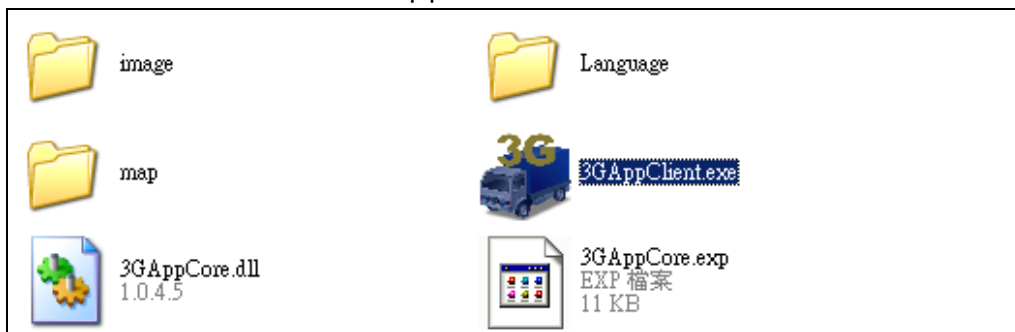 image
Language
map
3G
3GAppClient.exe
3GAppCore.dll
1.0.4.5
3GAppCore.exp
EXP 檔案
11 KB